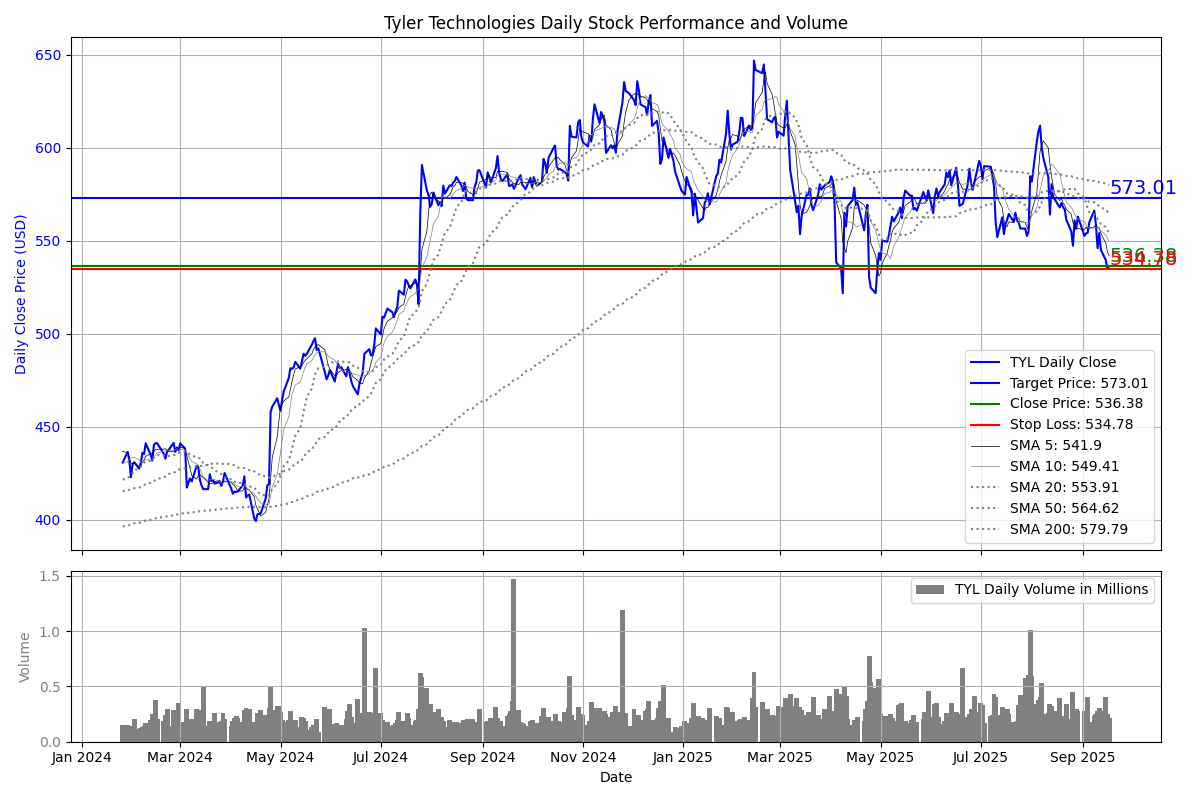 Tyler Technologies Daily Stock Performance and Volume
Daily Close Price (USD)
650
600
550
500
450
400
573.01
536.38
534.78
TYL Daily Close
Target Price: 573.01
Close Price: 536.38
Stop Loss: 534.78
SMA 5: 541.9
SMA 10: 549.41
SMA 20: 553.91
SMA 50: 564.62
SMA 200: 579.79
Volume
1.5
1.0
0.5
0.0
TYL Daily Volume in Millions
Jan 2024
Mar 2024
May 2024
Jul 2024
Sep 2024
Nov 2024
Jan 2025
Mar 2025
May 2025
Jul 2025
Sep 2025
Date